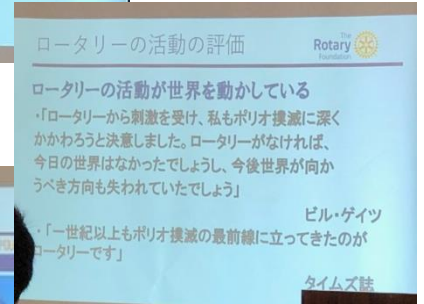 ロータリーの活動の評価
The
Rotary
Foundation
ロータリーの活動が世界を動かしている
・「ロータリーから刺激を受け、私もポリオ撲滅に深く
かかわろうと決意しました。ロータリーがなければ、
今日の世界はなかったでしょうし、今後世界が向か
うべき方向も失われていたでしょう」
ビル・ゲイツ
・「一世紀以上もポリオ撲滅の最前線に立ってきたのが
ロータリーです」
タイムズ誌